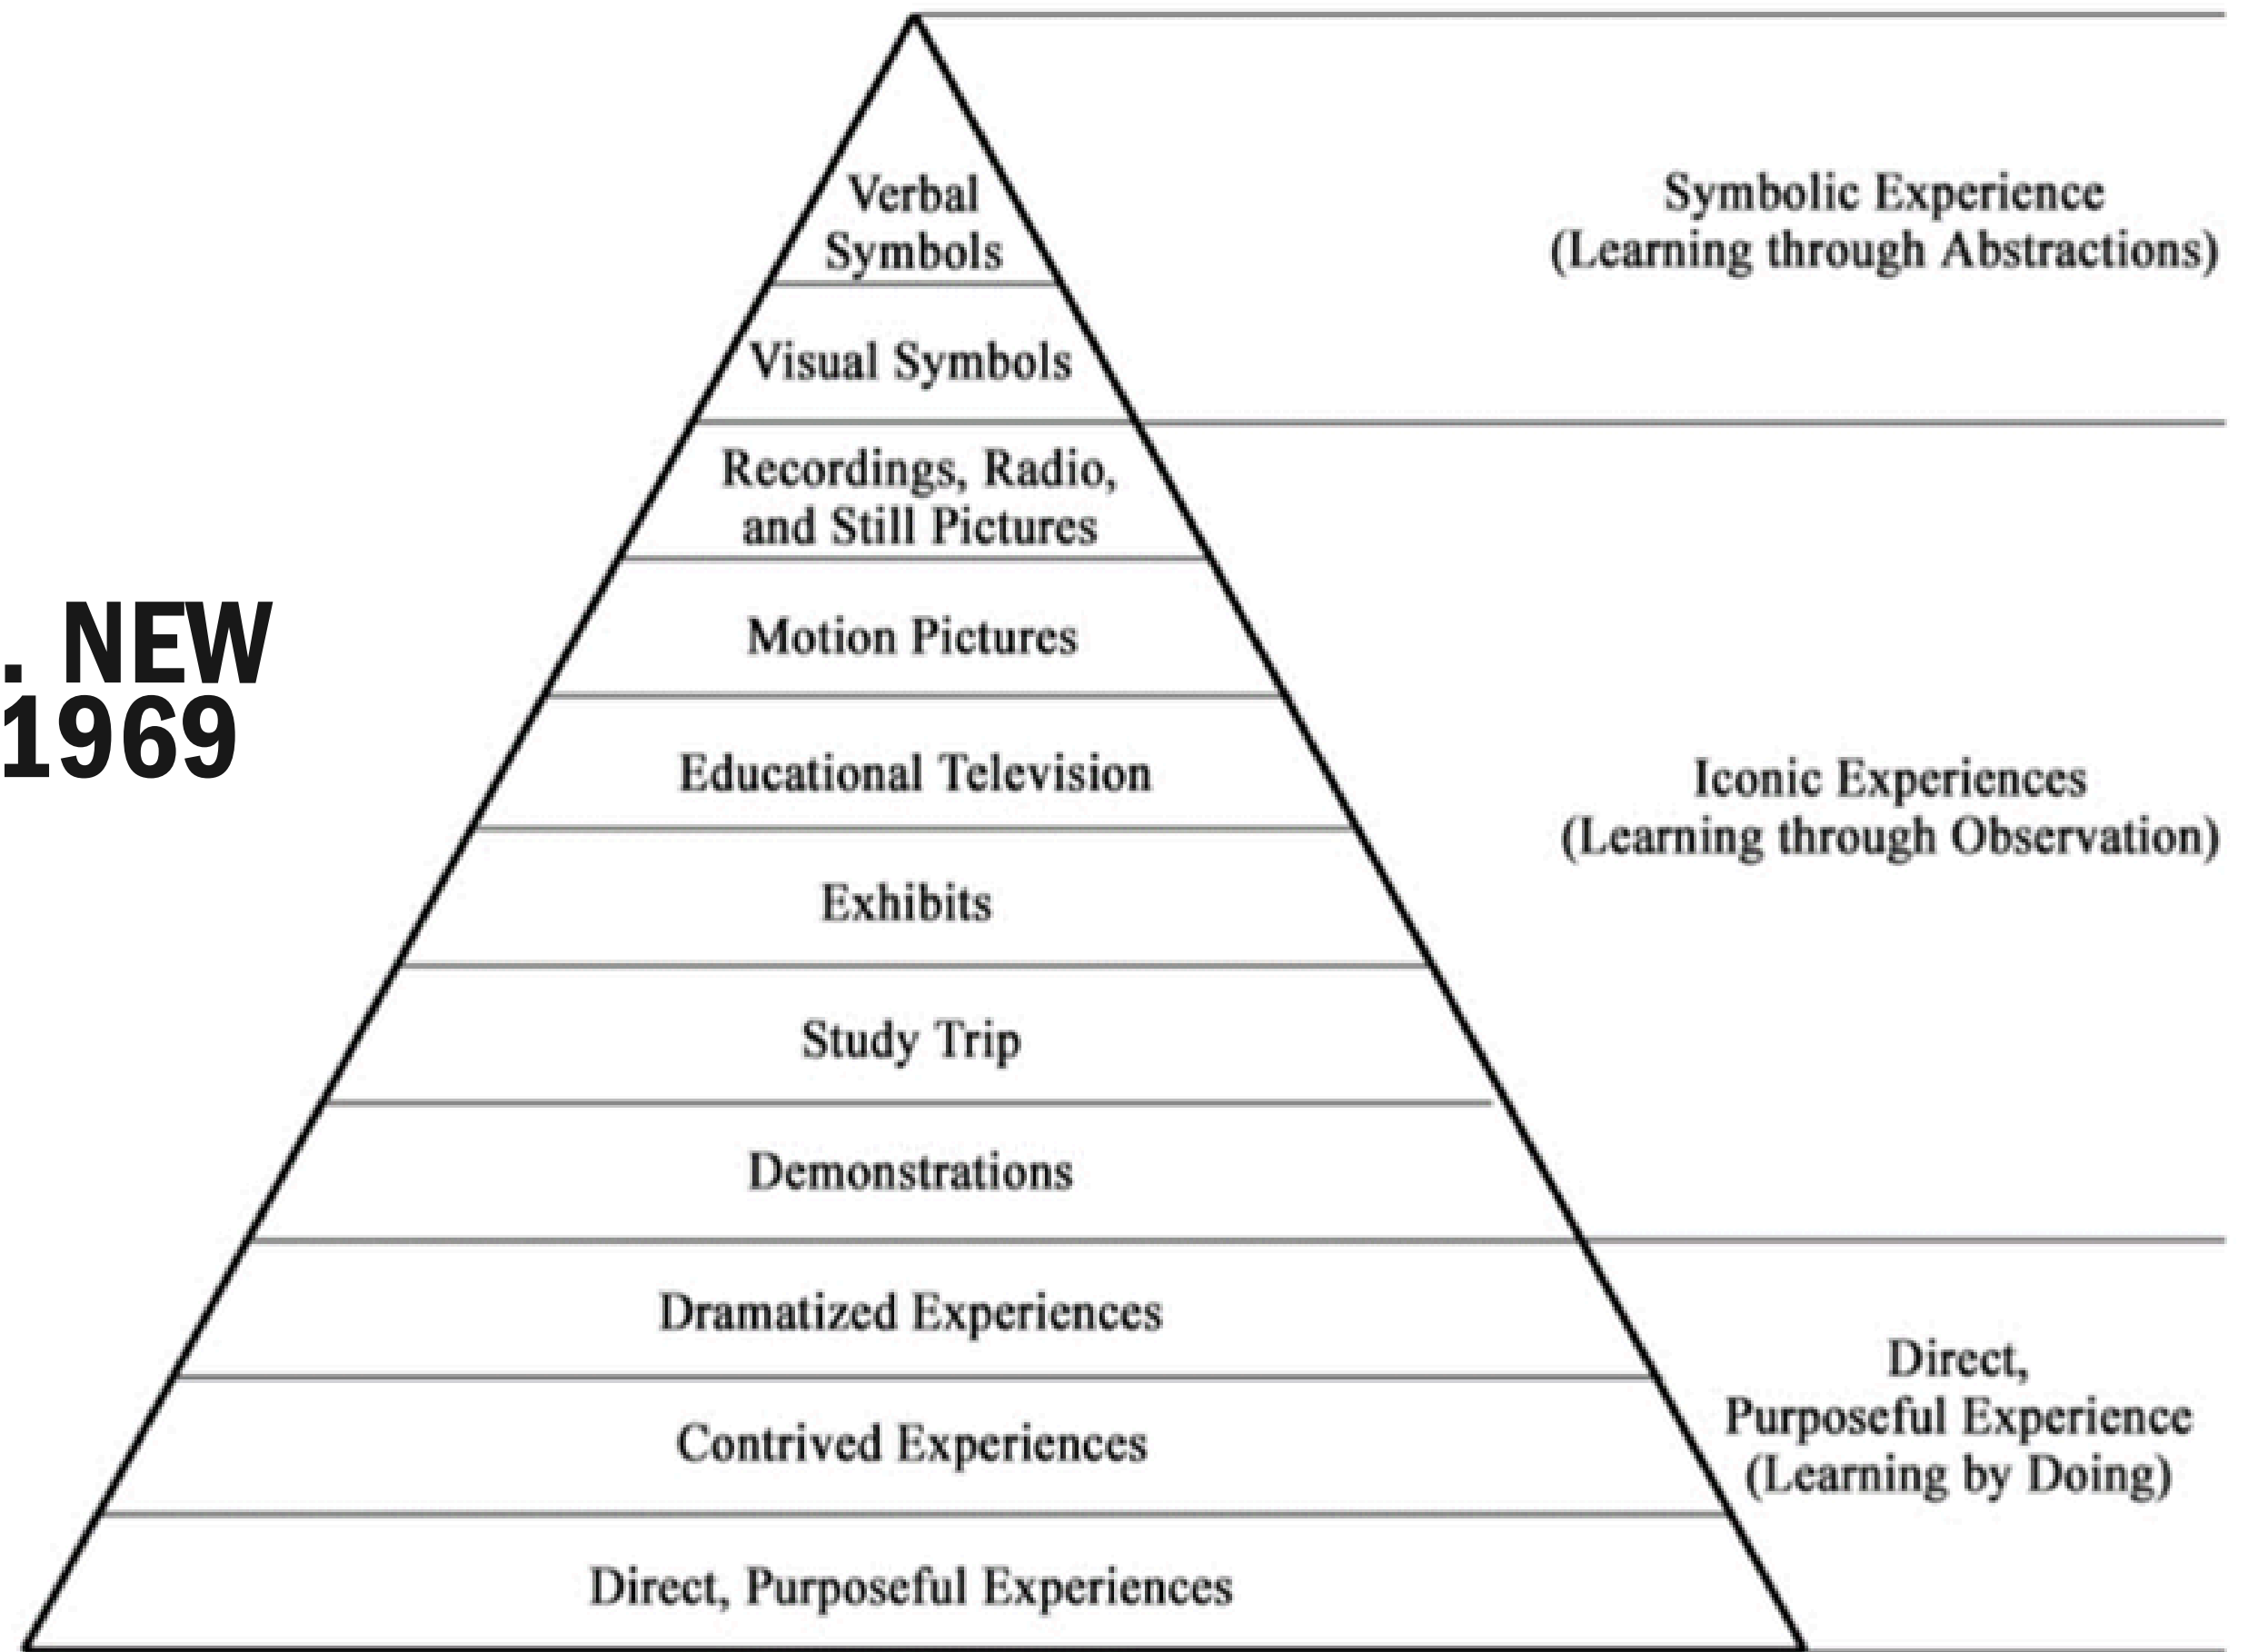 Verbal
Symbols
Symbolic Experience
(Learning through Abstractions)
Visual Symbols
Recordings, Radio,
and Still Pictures
. NEW
1969
Motion Pictures
Educational Television
Iconic Experiences
(Learning through Observation)
Exhibits
Study Trip
Demonstrations
Dramatized Experiences
Direct,
Purposeful Experience
(Learning by Doing)
Contrived Experiences
Direct, Purposeful Experiences